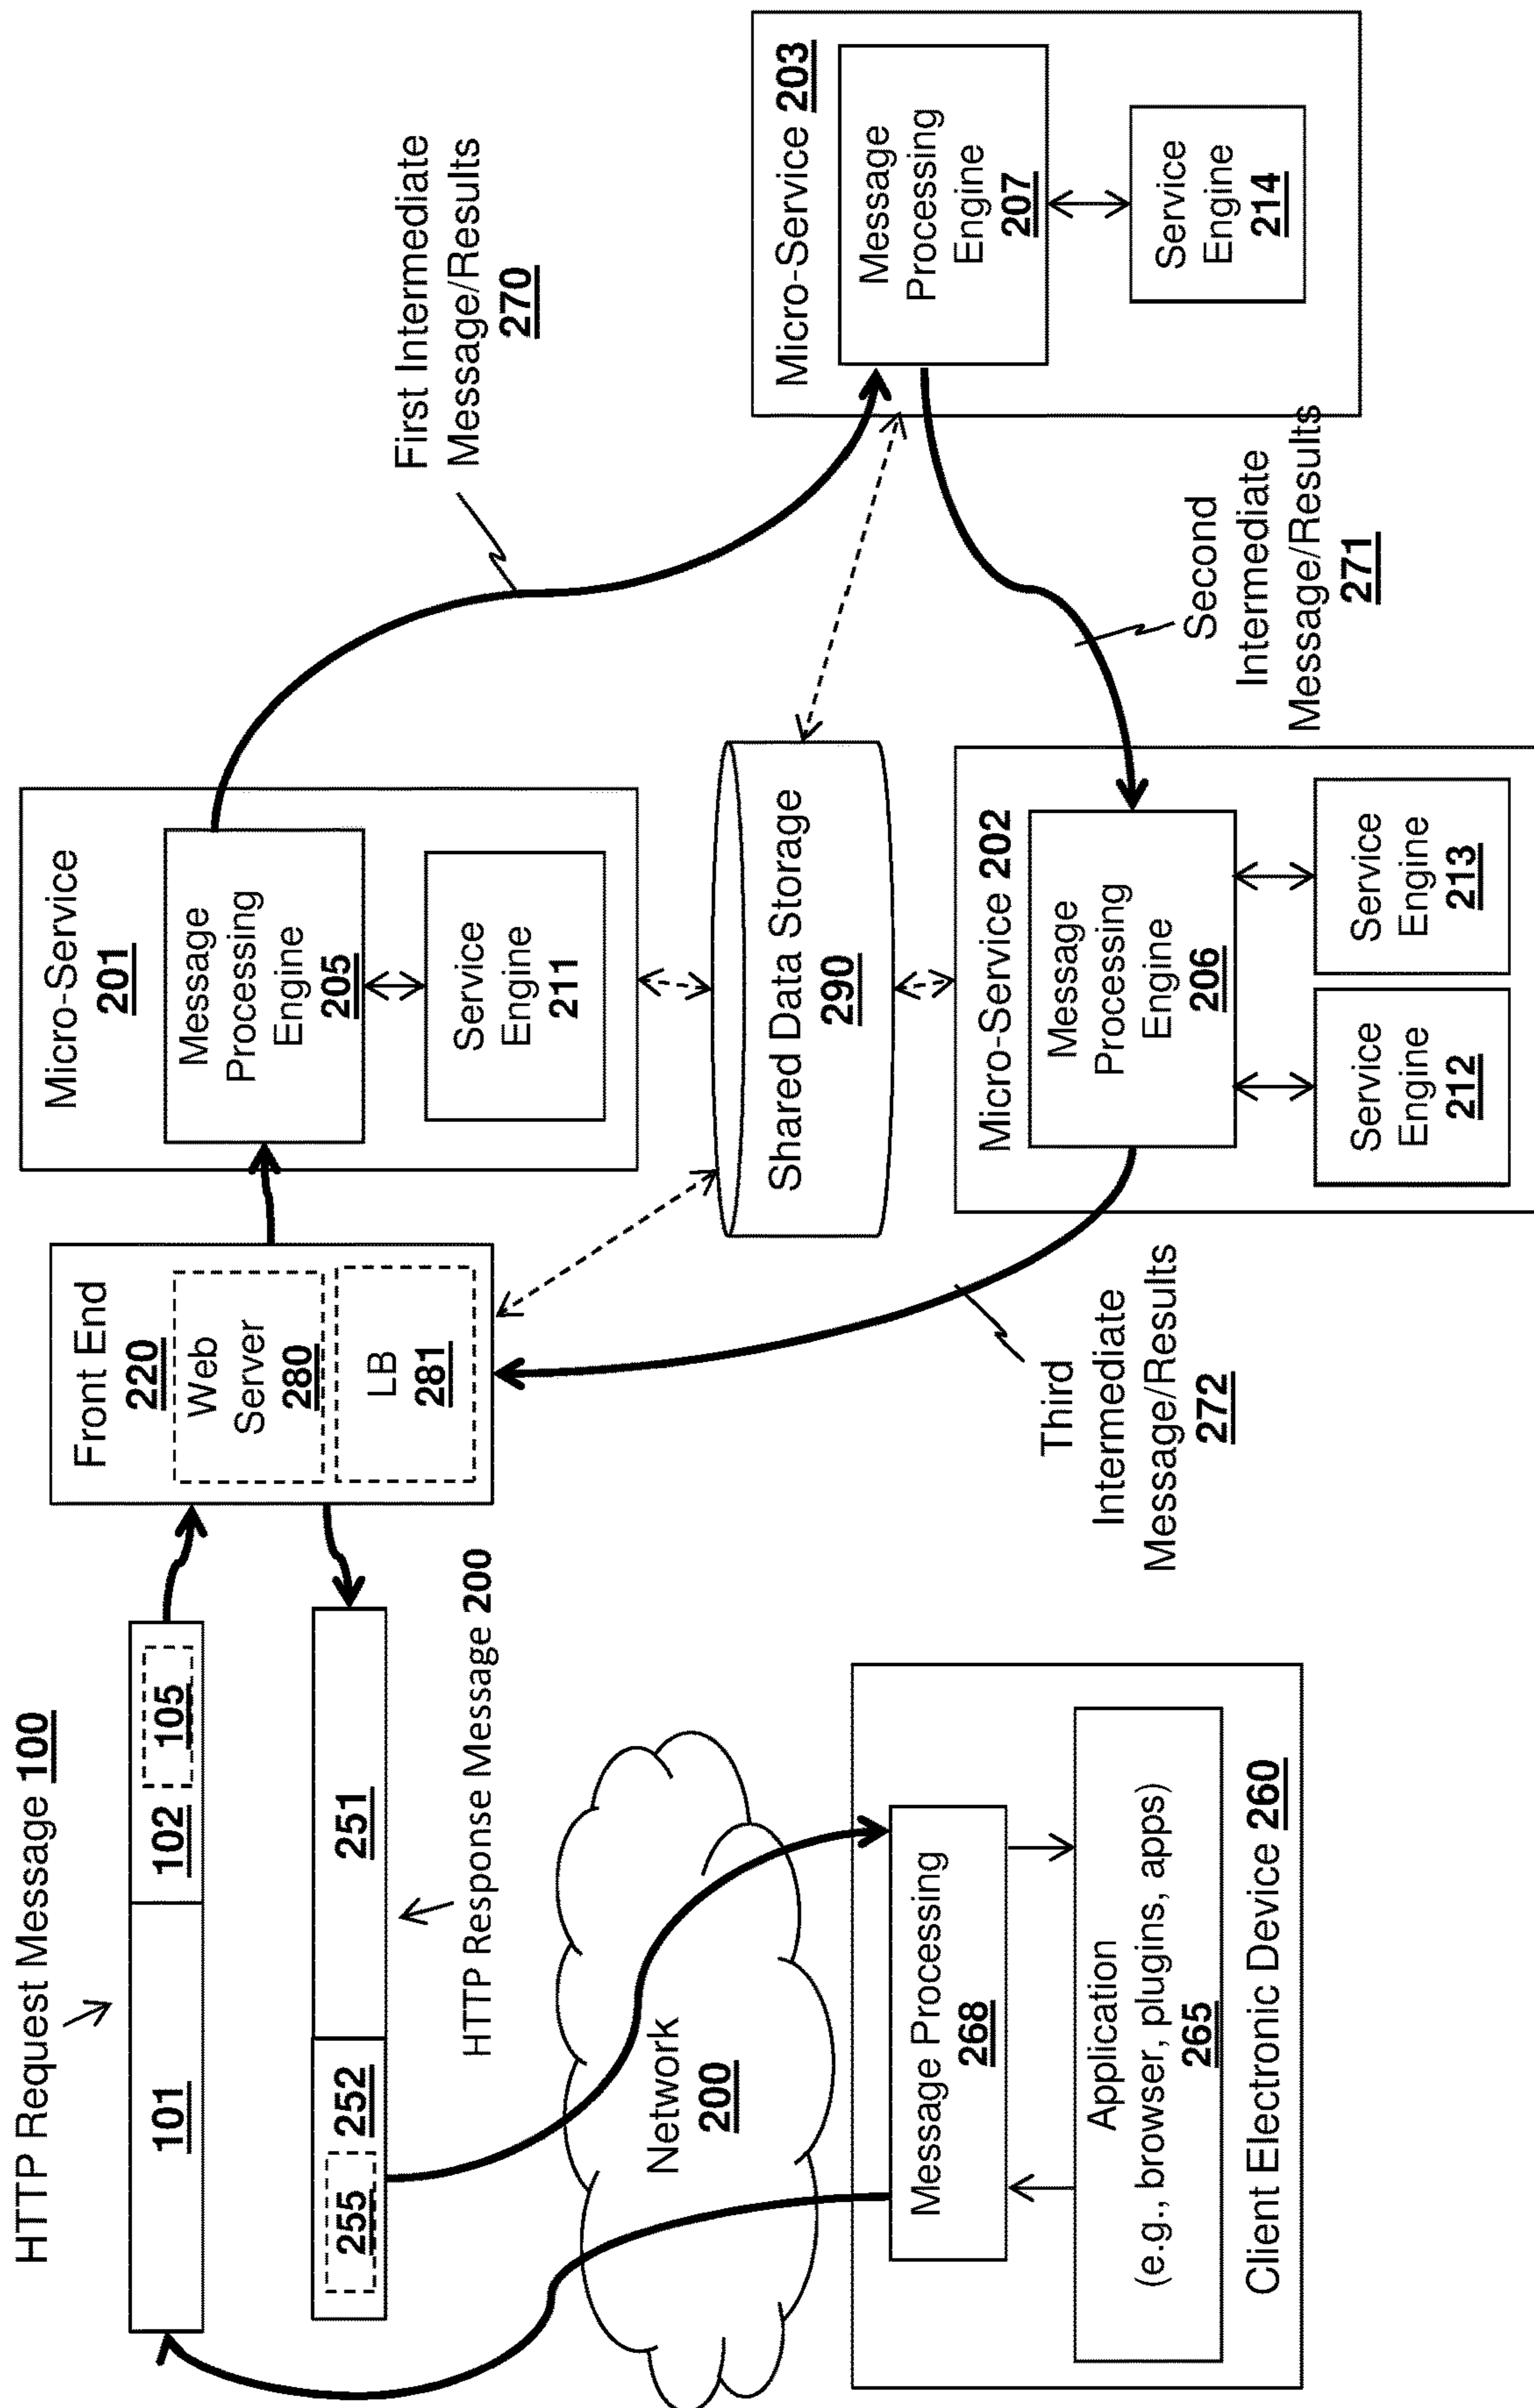 HTTP Request Message 100
101
102
105
255
252
251
HTTP Response Message 200
Network
200
Message Processing
268
Application
(e.g., browser, plugins, apps)
265
Client Electronic Device 260
Front End
220
Web
Server
280
LB
281
Micro-Service
201
Message
Processing
Engine
205
Service
Engine
211
First Intermediate
Message/Results
270
Shared Data Storage
290
Micro-Service 203
Message
Processing
Engine
207
Service
Engine
214
Second
Intermediate
Message/Results
271
Micro-Service 202
Message
Processing
Engine
206
Service
Engine
212
Service
Engine
213
Third
Intermediate
Message/Results
272